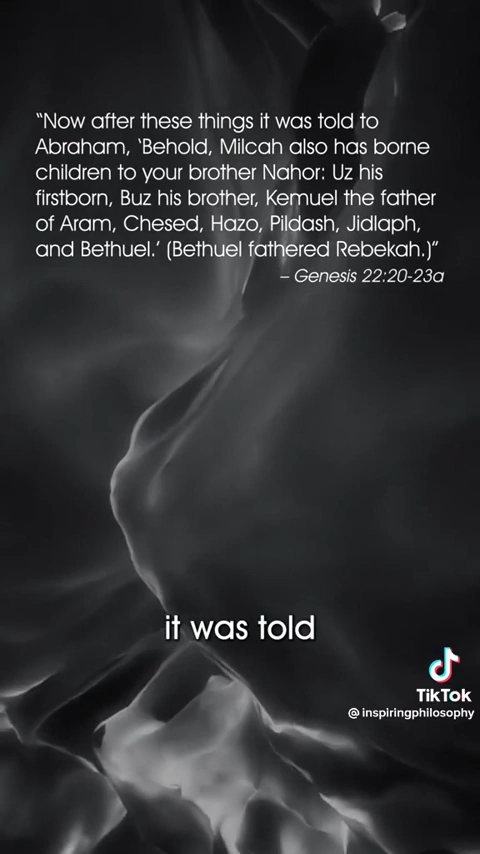 “Now after these things it was told to
Abraham, ‘Behold, Milcah also has borne
children to your brother Nahor: Uz his
firstborn, Buz his brother, Kemuel the father
of Aram, Chesed, Hazo, Pildash, Jidlaph,
and Bethuel.’ (Bethuel fathered Rebekah.)”
– Genesis 22:20-23a
it was told
TikTok
@inspiringphilosophy